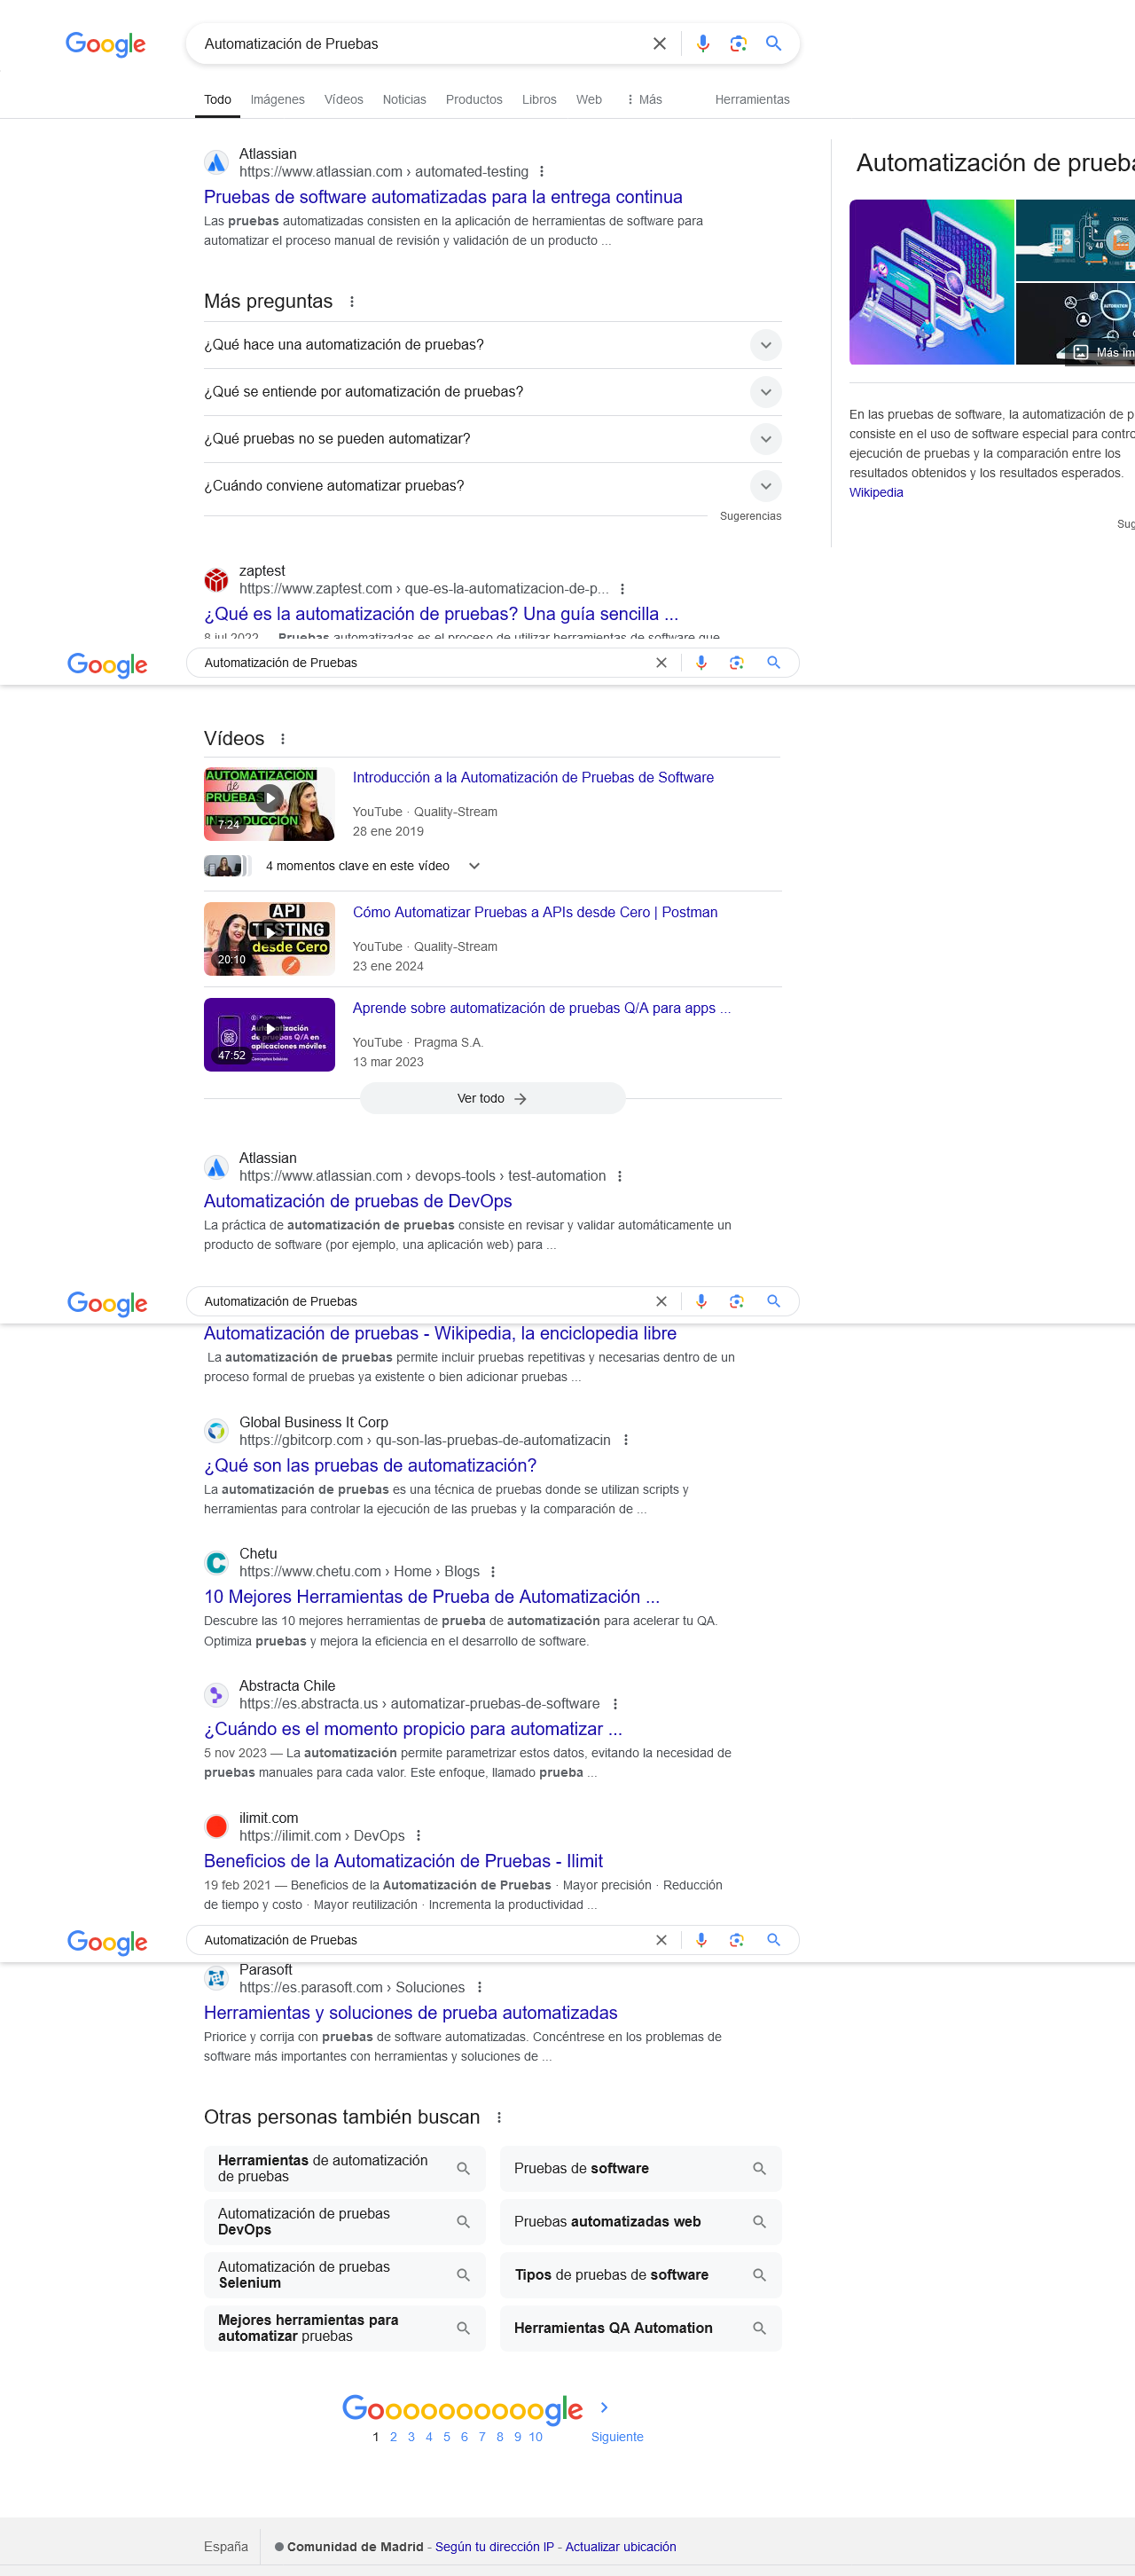 Google
Automatización de Pruebas
Todo
Imágenes
Vídeos
Noticias
Productos
Libros
Web
Más
Herramientas
Atlassian
https://www.atlassian.com › automated-testing
Pruebas de software automatizadas para la entrega continua
Las pruebas automatizadas consisten en la aplicación de herramientas de software para
automatizar el proceso manual de revisión y validación de un producto ...
Más preguntas
¿Qué hace una automatización de pruebas?
¿Qué se entiende por automatización de pruebas?
¿Qué pruebas no se pueden automatizar?
¿Cuándo conviene automatizar pruebas?
Sugerencias
Automatización de prueba
TESTING
4.0
AUTOMATION
Más im
En las pruebas de software, la automatización de p
consiste en el uso de software especial para contro
ejecución de pruebas y la comparación entre los
resultados obtenidos y los resultados esperados.
Wikipedia
Sug
zaptest
https://www.zaptest.com › que-es-la-automatizacion-de-p...
¿Qué es la automatización de pruebas? Una guía sencilla ...
8 jul 2022 — Pruebas automatizadas es el proceso de utilizar herramientas de software que
Google
Automatización de Pruebas
Vídeos
AUTOMATIZACIÓN
de
PRUEBAS
INTRODUCCIÓN
7:24
Introducción a la Automatización de Pruebas de Software
YouTube · Quality-Stream
28 ene 2019
4 momentos clave en este vídeo
API
TESTING
desde Cero
20:10
Cómo Automatizar Pruebas a APIs desde Cero | Postman
YouTube · Quality-Stream
23 ene 2024
Automatización
de pruebas Q/A en
aplicaciones móviles
47:52
Aprende sobre automatización de pruebas Q/A para apps ...
YouTube · Pragma S.A.
13 mar 2023
Ver todo
Atlassian
https://www.atlassian.com › devops-tools › test-automation
Automatización de pruebas de DevOps
La práctica de automatización de pruebas consiste en revisar y validar automáticamente un
producto de software (por ejemplo, una aplicación web) para ...
Google
Automatización de Pruebas
Automatización de pruebas - Wikipedia, la enciclopedia libre
La automatización de pruebas permite incluir pruebas repetitivas y necesarias dentro de un
proceso formal de pruebas ya existente o bien adicionar pruebas ...
Global Business It Corp
https://gbitcorp.com › qu-son-las-pruebas-de-automatizacin
¿Qué son las pruebas de automatización?
La automatización de pruebas es una técnica de pruebas donde se utilizan scripts y
herramientas para controlar la ejecución de las pruebas y la comparación de ...
Chetu
https://www.chetu.com › Home › Blogs
10 Mejores Herramientas de Prueba de Automatización ...
Descubre las 10 mejores herramientas de prueba de automatización para acelerar tu QA.
Optimiza pruebas y mejora la eficiencia en el desarrollo de software.
Abstracta Chile
https://es.abstracta.us › automatizar-pruebas-de-software
¿Cuándo es el momento propicio para automatizar ...
5 nov 2023 — La automatización permite parametrizar estos datos, evitando la necesidad de
pruebas manuales para cada valor. Este enfoque, llamado prueba ...
ilimit.com
https://ilimit.com › DevOps
Beneficios de la Automatización de Pruebas - Ilimit
19 feb 2021 — Beneficios de la Automatización de Pruebas · Mayor precisión · Reducción
de tiempo y costo · Mayor reutilización · Incrementa la productividad ...
Google
Automatización de Pruebas
Parasoft
https://es.parasoft.com › Soluciones
Herramientas y soluciones de prueba automatizadas
Priorice y corrija con pruebas de software automatizadas. Concéntrese en los problemas de
software más importantes con herramientas y soluciones de ...
Otras personas también buscan
Herramientas de automatización
de pruebas
Pruebas de software
Automatización de pruebas
DevOps
Pruebas automatizadas web
Automatización de pruebas
Selenium
Tipos de pruebas de software
Mejores herramientas para
automatizar pruebas
Herramientas QA Automation
Goooooooooogle
1 2 3 4 5 6 7 8 9 10
Siguiente
España
Comunidad de Madrid - Según tu dirección IP - Actualizar ubicación